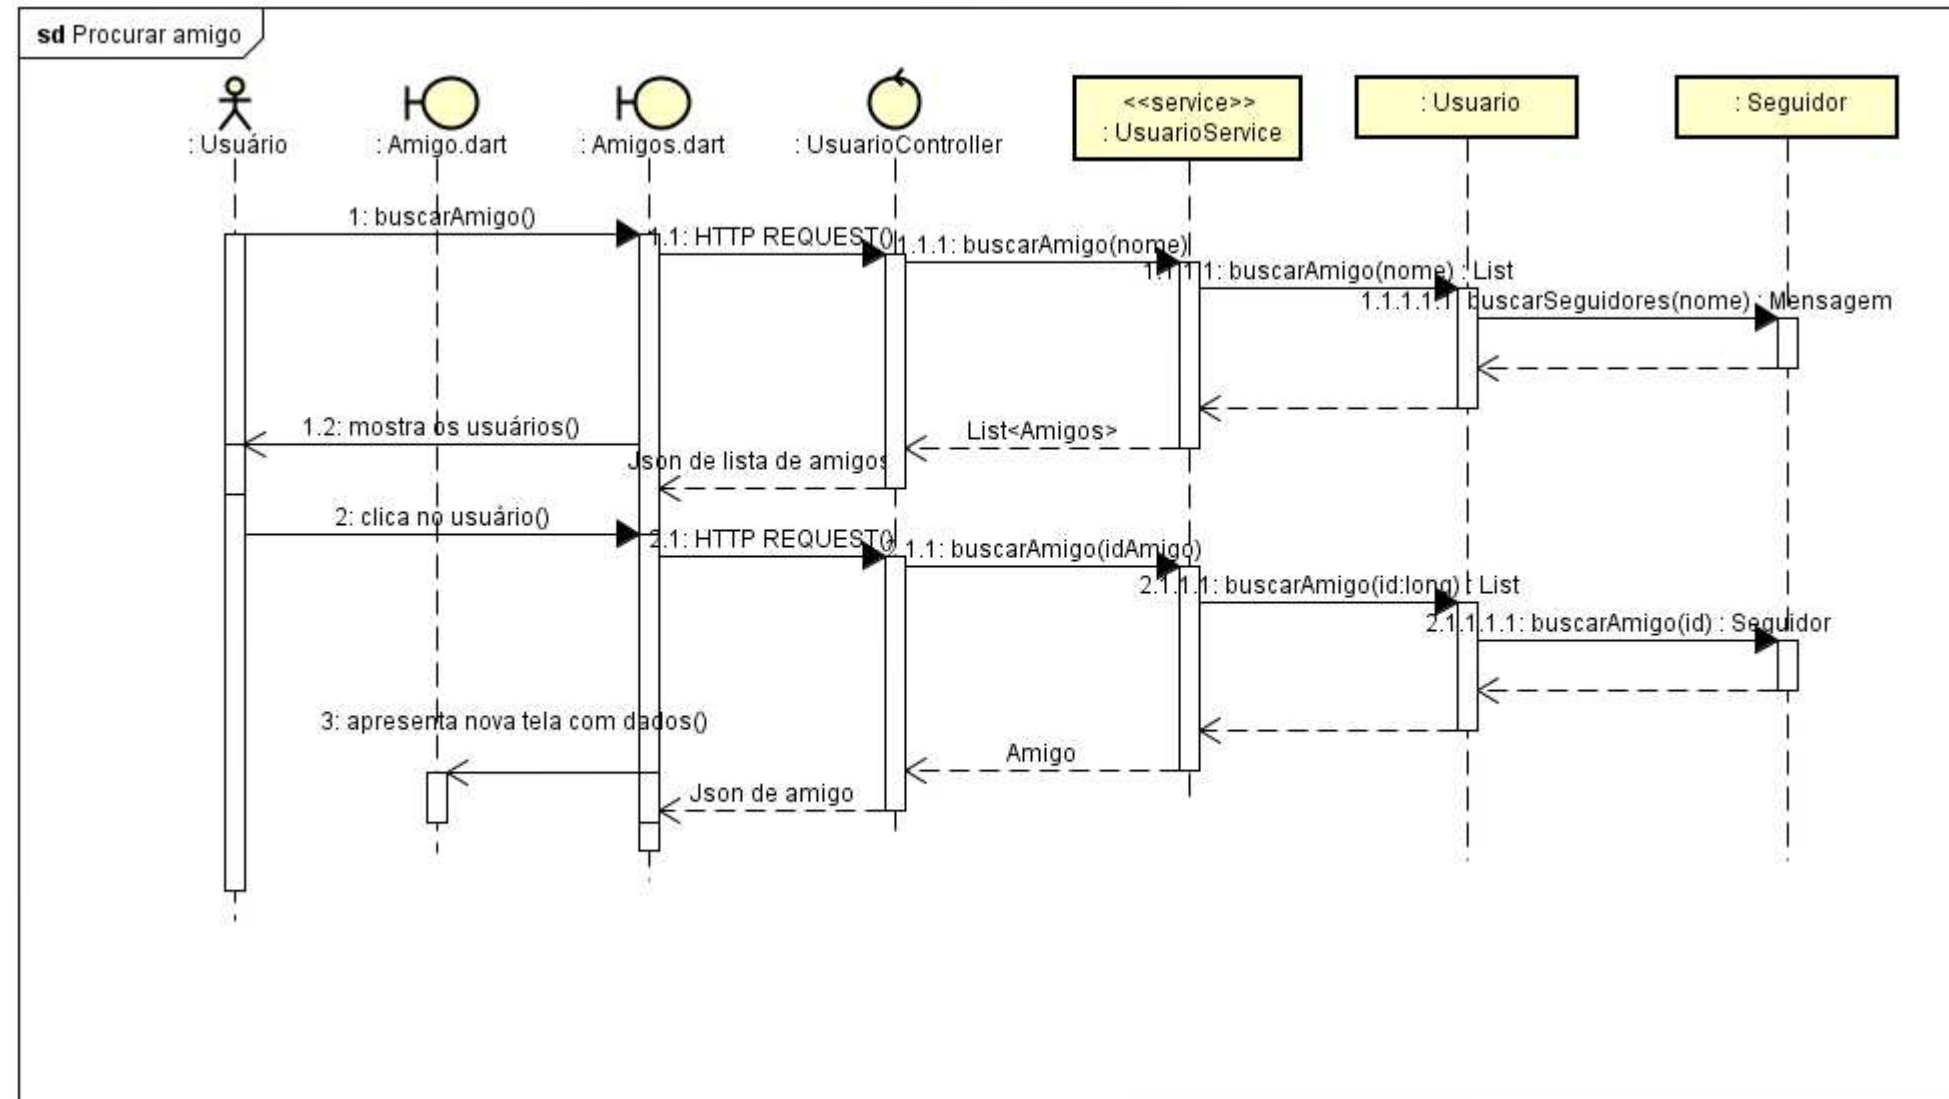 sd Procurar amigo
: Usuário
: Amigo.dart
: Amigos.dart
: UsuarioController
<<service>>
: UsuarioService
: Usuario
: Seguidor
1: buscarAmigo()
1.1: HTTP REQUEST()
1.1.1: buscarAmigo(nome)
1.1.1.1: buscarAmigo(nome) : List
1.1.1.1.1: buscarSeguidores(nome) : Mensagem
1.2: mostra os usuários()
List<Amigos>
Json de lista de amigos
2: clica no usuário()
2.1: HTTP REQUEST()
2.1.1: buscarAmigo(idAmigo)
2.1.1.1: buscarAmigo(id:long) : List
2.1.1.1.1: buscarAmigo(id) : Seguidor
3: apresenta nova tela com dados()
Amigo
Json de amigo